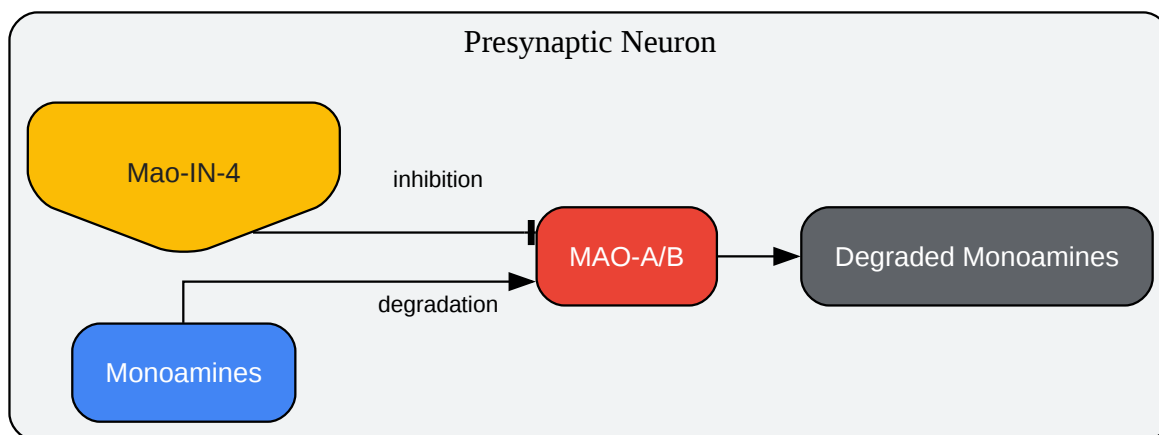 Presynaptic Neuron
Mao-IN-4
inhibition
MAO-A/B
Degraded Monoamines
degradation
Monoamines